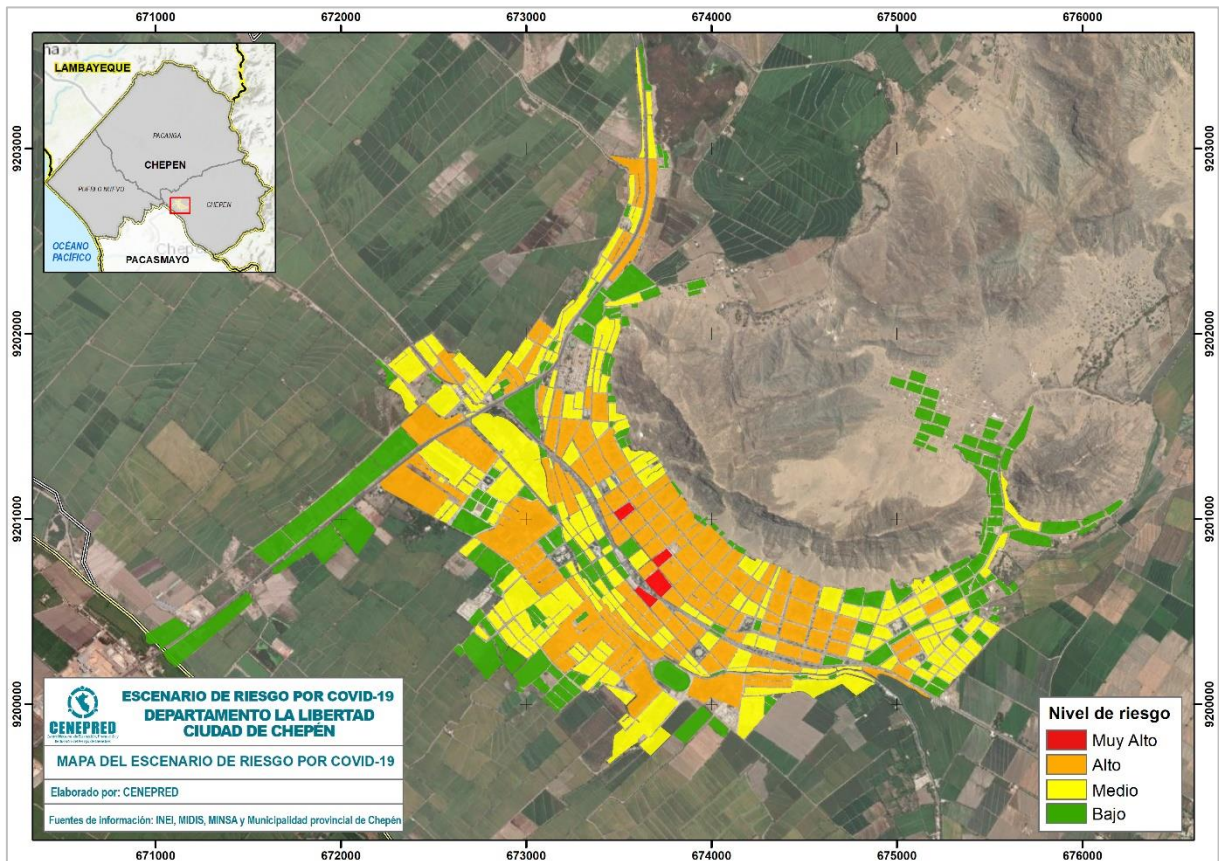 671000 672000 673000 674000 675000 676000
9203000
9202000
9201000
9200000
LAMBAYEQUE
PACANGA
CHEPEN
PUEBLO NUEVO
CHEPEN
OCÉANO
PACÍFICO
PACASMAYO
9203000
9202000
9201000
9200000
CENEPRED
ESCENARIO DE RIESGO POR COVID-19
DEPARTAMENTO LA LIBERTAD
CIUDAD DE CHEPÉN
MAPA DEL ESCENARIO DE RIESGO POR COVID-19
Elaborado por: CENEPRED
Fuentes de información: INEI, MIDIS, MINSA y Municipalidad provincial de Chepén
Nivel de riesgo
Muy Alto
Alto
Medio
Bajo
671000 672000 673000 674000 675000 676000